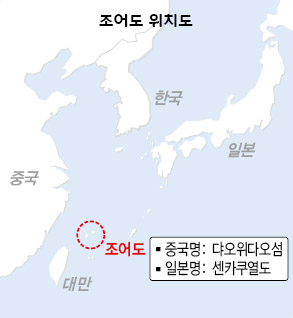 조어도 위치도
한국
일본
중국
조어도
▪ 중국명: 댜오위다오섬
▪ 일본명: 센카쿠열도
대만